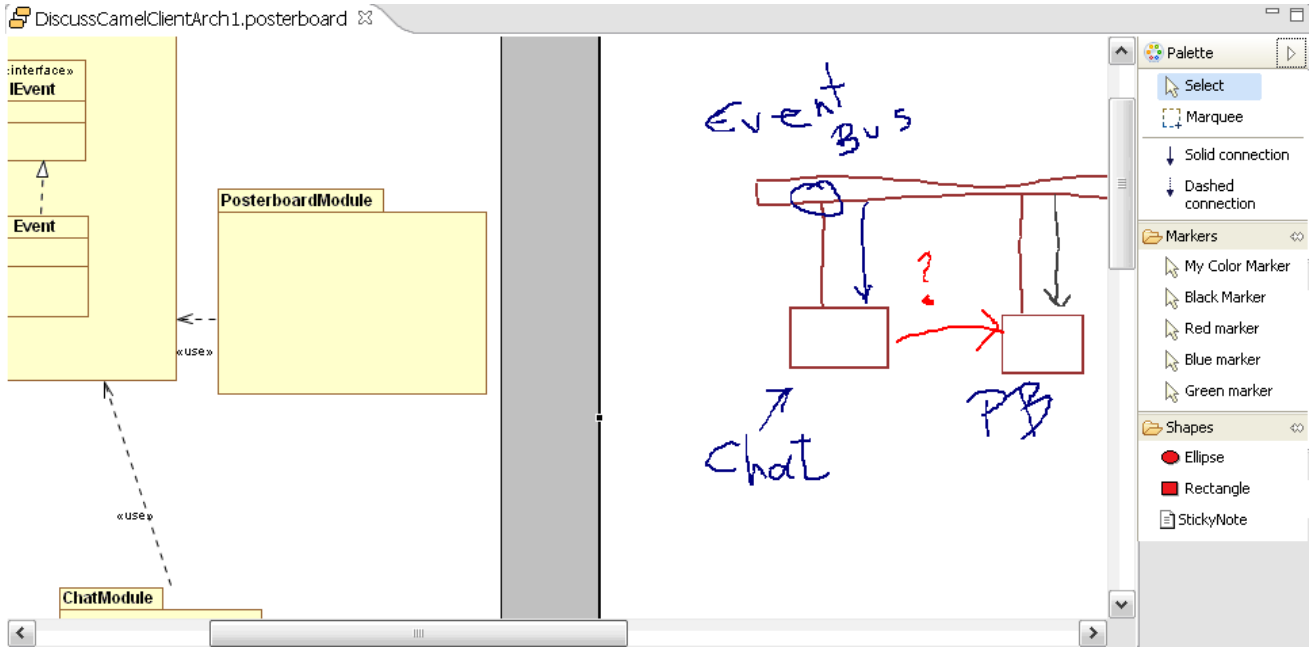 DiscussCamelClientArch1.posterboard
«interface»
IEvent
Event
PosterboardModule
«use»
«use»
ChatModule
Event
Bus
?
Chat
PB
Palette
Select
Marquee
Solid connection
Dashed
connection
Markers
My Color Marker
Black Marker
Red marker
Blue marker
Green marker
Shapes
Ellipse
Rectangle
StickyNote